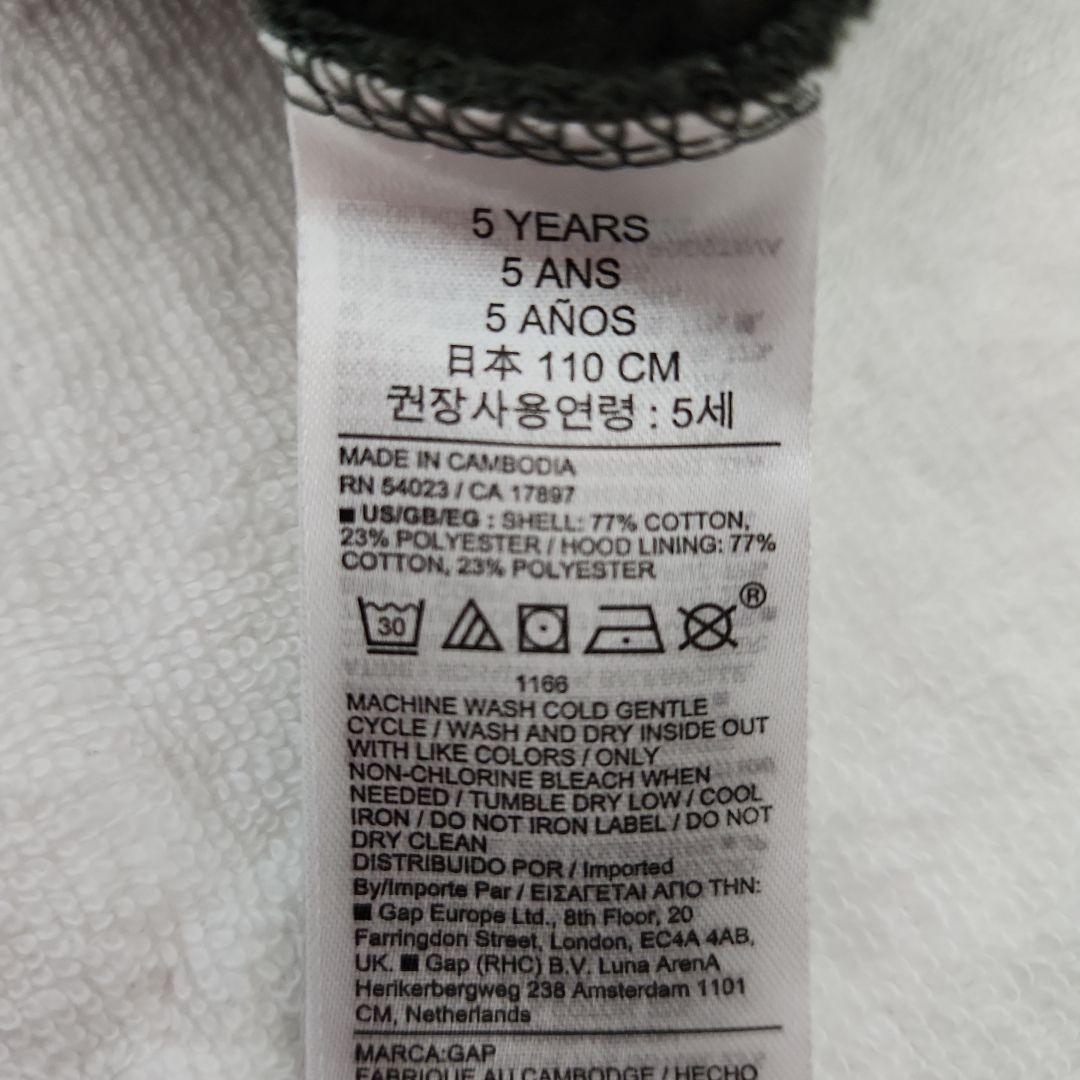 5 YEARS
5 ANS
5 AÑOS
日本 110 CM
권장사용연령 : 5세
MADE IN CAMBODIA
RN 54023 / CA 17897
■ US/GB/EG : SHELL: 77% COTTON,
23% POLYESTER / HOOD LINING: 77%
COTTON, 23% POLYESTER
30
®
1166
MACHINE WASH COLD GENTLE
CYCLE / WASH AND DRY INSIDE OUT
WITH LIKE COLORS / ONLY
NON-CHLORINE BLEACH WHEN
NEEDED / TUMBLE DRY LOW / COOL
IRON / DO NOT IRON LABEL / DO NOT
DRY CLEAN
DISTRIBUIDO POR / Imported
By/Importe Par / ΕΙΣΑΓΕΤΑΙ ΑΠΟ ΤΗΝ:
■ Gap Europe Ltd., 8th Floor, 20
Farringdon Street, London, EC4A 4AB,
UK. ■ Gap (RHC) B.V. Luna ArenA
Herikerbergweg 238 Amsterdam 1101
CM, Netherlands
MARCA:GAP
FABRIQUE AU CAMBODGE / HECHO